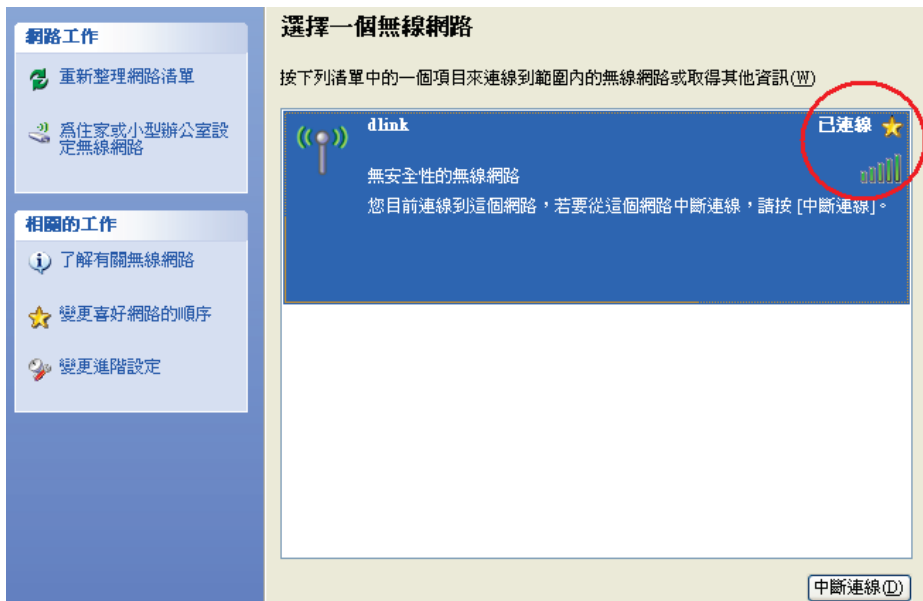 網路工作
重新整理網路清單
為住家或小型辦公室設
定無線網路
相關的工作
了解有關無線網路
變更喜好網路的順序
變更進階設定
選擇一個無線網路
按下列清單中的一個項目來連線到範圍內的無線網路或取得其他資訊(W)
dlink
已連線
無安全性的無線網路
您目前連線到這個網路，若要從這個網路中斷連線，請按 [中斷連線]。
中斷連線(D)